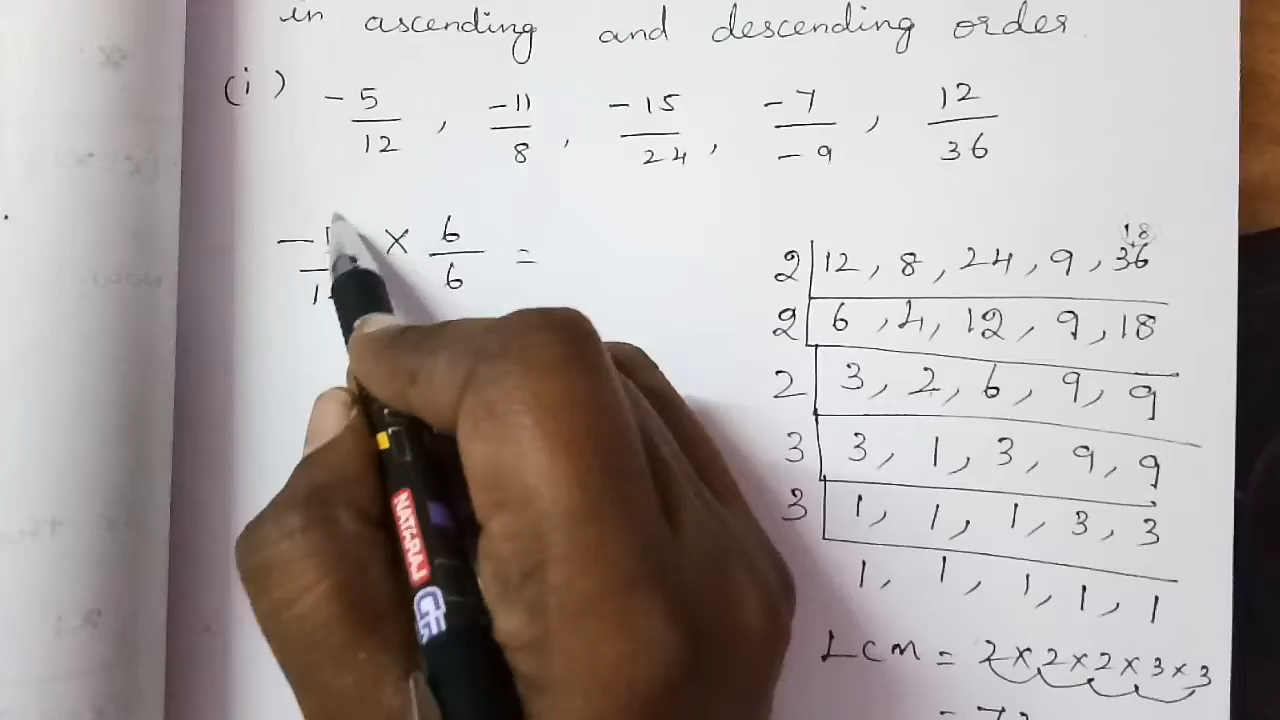 in ascending and descending order
(i) -5/12 , -11/8 , -15/24 , -7/-9 , 12/36
× 6/6 =
18
2 | 12, 8, 24, 9, 36
2 | 6, 4, 12, 9, 18
2 | 3, 2, 6, 9, 9
3 | 3, 1, 3, 9, 9
3 | 1, 1, 1, 3, 3
1, 1, 1, 1, 1
LCM = 2×2×2×3×3
= 72
NATARAJ